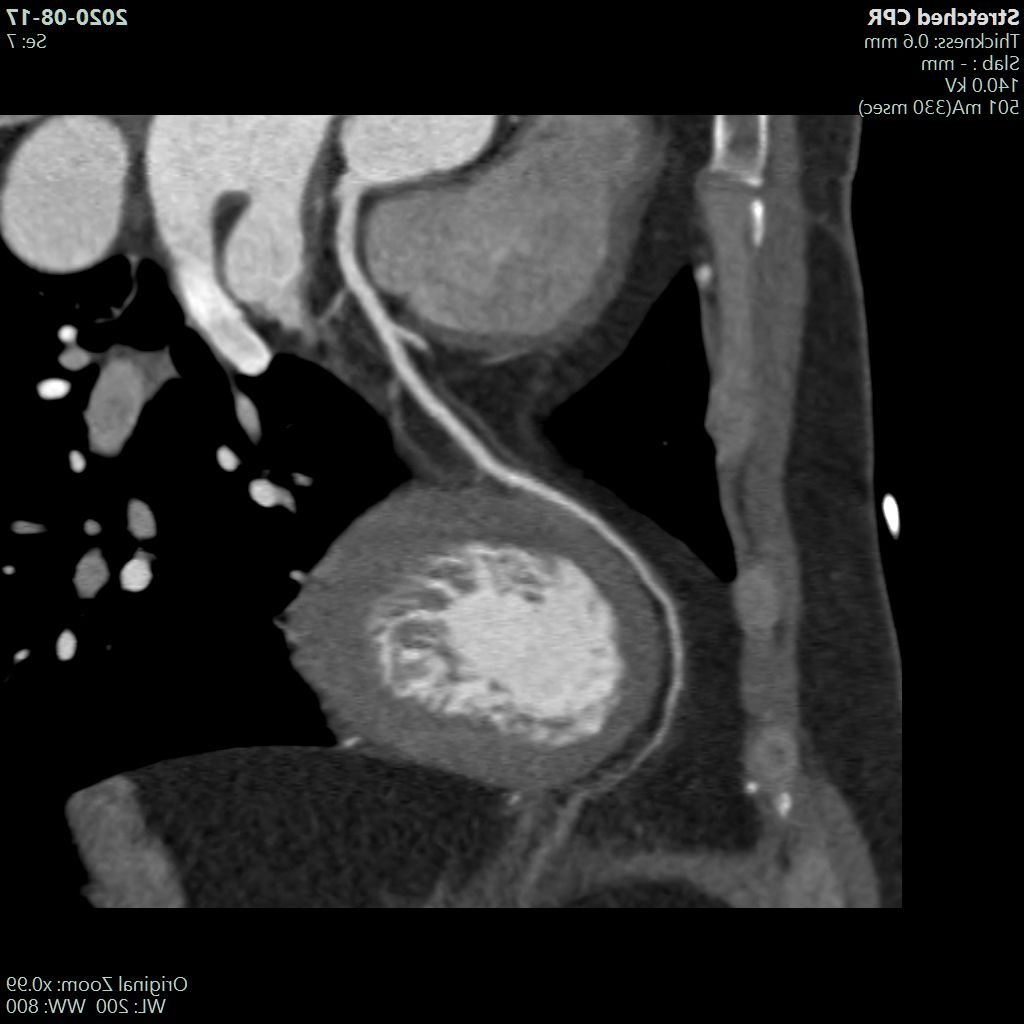 Stretched CPR
Thickness: 0.6 mm
Slab : - mm
140.0 kV
501 mA(330 msec)
2020-08-17
Se: 7
Original Zoom: x0.99
WL: 200 WW: 800